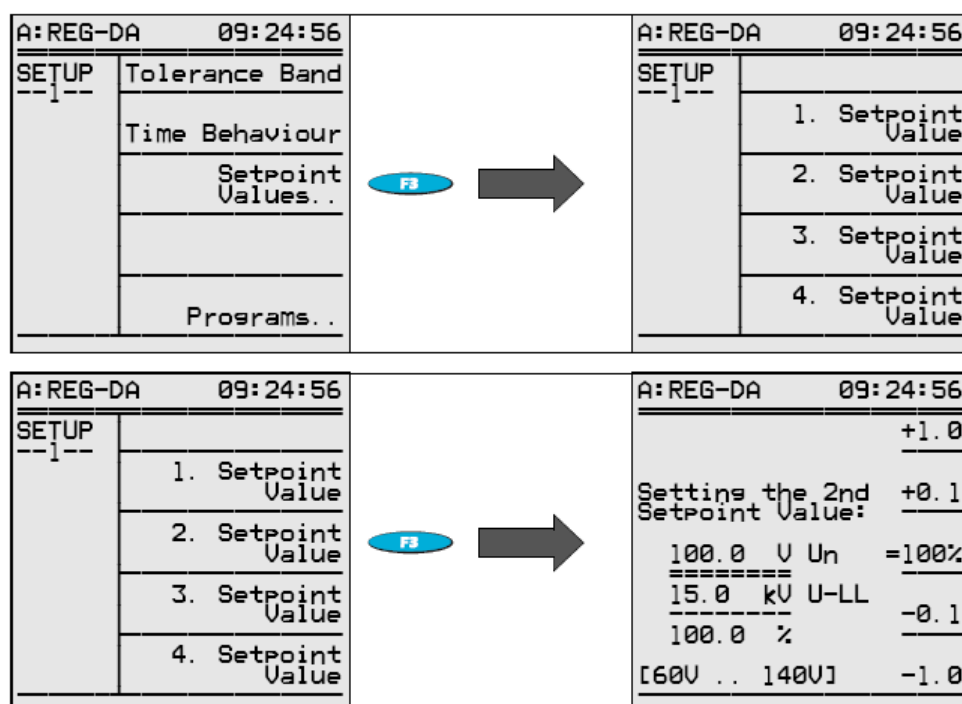 A:REG-DA 09:24:56
SETUP
--1--
Tolerance Band
Time Behaviour
Setpoint
Values..
Programs..
F3
A:REG-DA 09:24:56
SETUP
--1--
1. Setpoint
Value
2. Setpoint
Value
3. Setpoint
Value
4. Setpoint
Value
A:REG-DA 09:24:56
SETUP
--1--
1. Setpoint
Value
2. Setpoint
Value
3. Setpoint
Value
4. Setpoint
Value
F3
A:REG-DA 09:24:56
+1.0
Setting the 2nd +0.1
Setpoint Value:
100.0 V Un =100%
========
15.0 kV U-LL
--------
-0.1
100.0 %
[60V .. 140V] -1.0